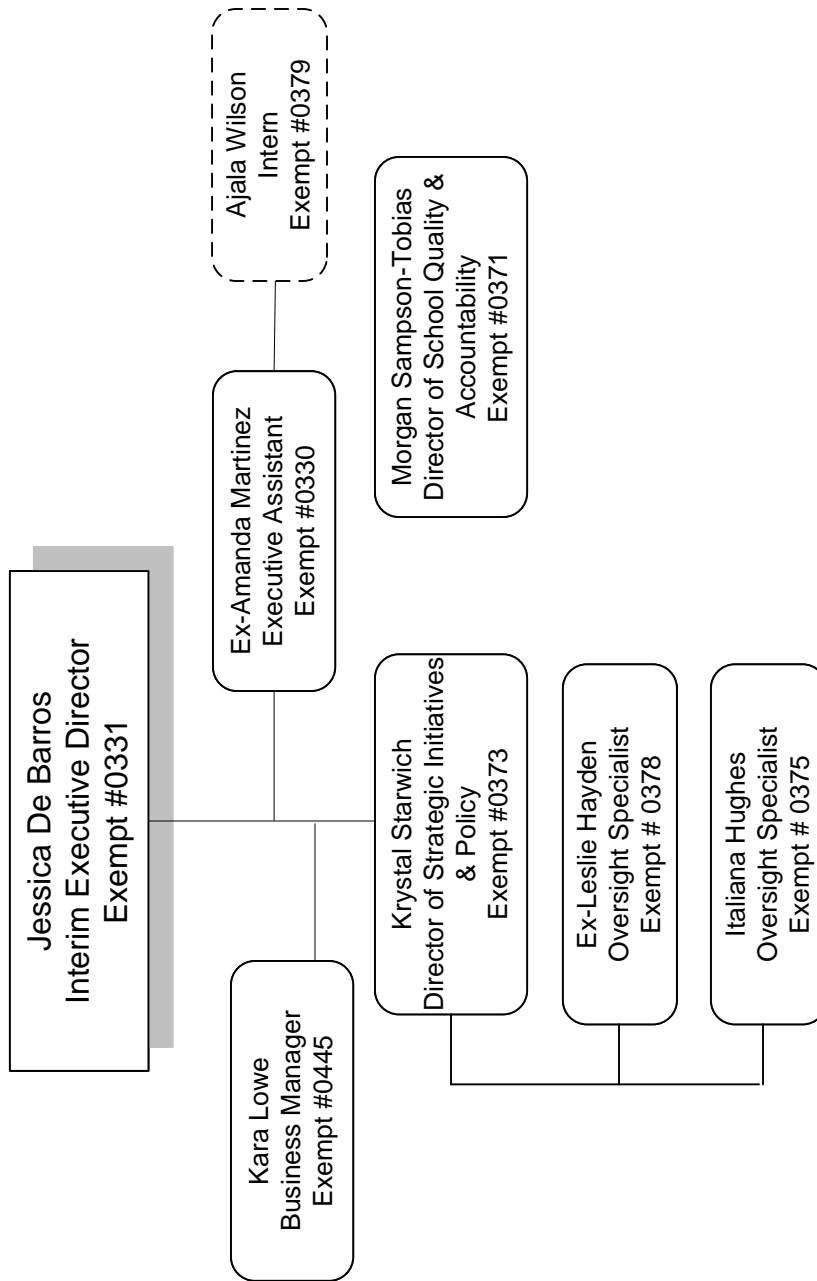 Jessica De Barros
Interim Executive Director
Exempt #0331
Kara Lowe
Business Manager
Exempt #0445
Ex-Amanda Martinez
Executive Assistant
Exempt #0330
Ajala Wilson
Intern
Exempt #0379
Krystal Starwich
Director of Strategic Initiatives
& Policy
Exempt #0373
Morgan Sampson-Tobias
Director of School Quality &
Accountability
Exempt #0371
Ex-Leslie Hayden
Oversight Specialist
Exempt # 0378
Italiana Hughes
Oversight Specialist
Exempt # 0375